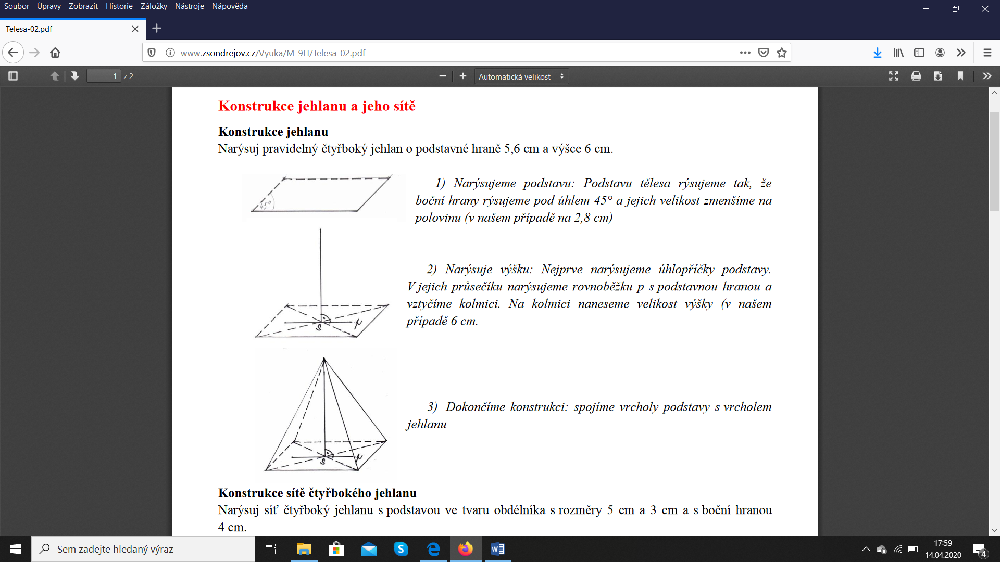 Soubor Úpravy Zobrazit Historie Záložky Nástroje Nápověda
Telesa-02.pdf
www.zsondrejov.cz/Vyuka/M-9H/Telesa-02.pdf
1 z 2
Automatická velikost
Konstrukce jehlanu a jeho sítě
Konstrukce jehlanu
Narýsuj pravidelný čtyřboký jehlan o podstavné hraně 5,6 cm a výšce 6 cm.
45°
1) Narýsujeme podstavu: Podstavu tělesa rýsujeme tak, že
boční hrany rýsujeme pod úhlem 45° a jejich velikost zmenšíme na
polovinu (v našem případě na 2,8 cm)
2) Narýsuje výšku: Nejprve narýsujeme úhlopříčky podstavy.
V jejich průsečíku narýsujeme rovnoběžku p s podstavnou hranou a
vztyčíme kolmici. Na kolmici naneseme velikost výšky (v našem
případě 6 cm.
S p
3) Dokončíme konstrukci: spojíme vrcholy podstavy s vrcholem
jehlanu
S p
Konstrukce sítě čtyřbokého jehlanu
Narýsuj síť čtyřboký jehlanu s podstavou ve tvaru obdélníka s rozměry 5 cm a 3 cm a s boční hranou
4 cm.
Sem zadejte hledaný výraz
17:59
14.04.2020
4